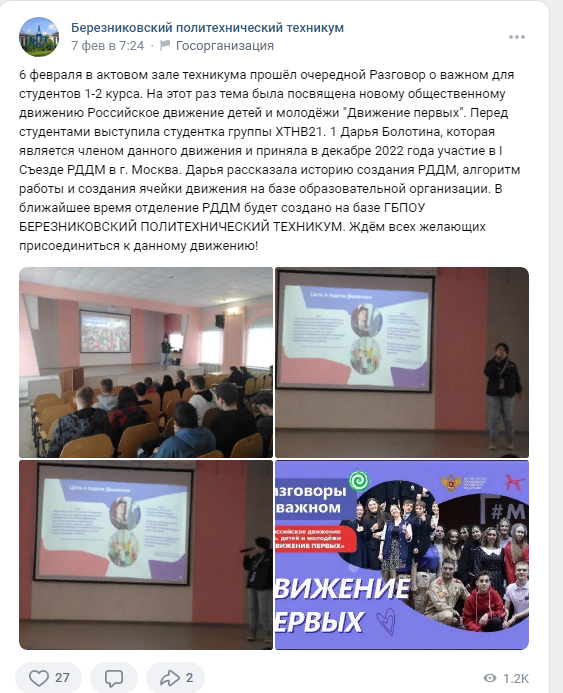 Березниковский политехнический техникум
7 фев в 7:24 · Госорганизация
6 февраля в актовом зале техникума прошёл очередной Разговор о важном для
студентов 1-2 курса. На этот раз тема была посвящена новому общественному
движению Российское движение детей и молодёжи "Движение первых". Перед
студентами выступила студентка группы ХТНВ21. 1 Дарья Болотина, которая
является членом данного движения и приняла в декабре 2022 года участие в I
Съезде РДДМ в г. Москва. Дарья рассказала историю создания РДДМ, алгоритм
работы и создания ячейки движения на базе образовательной организации. В
ближайшее время отделение РДДМ будет создано на базе ГБПОУ
БЕРЕЗНИКОВСКИЙ ПОЛИТЕХНИЧЕСКИЙ ТЕХНИКУМ. Ждём всех желающих
присоединиться к данному движению!
Цель и задачи Движения
Цель и задачи Движения
азговоры
важном
оссийское движение
детей и молодёжи
ВИЖЕНИЕ ПЕРВЫХ»
#М
ВИЖЕНИЕ
ЕРВЫХ
27
2
1.2K